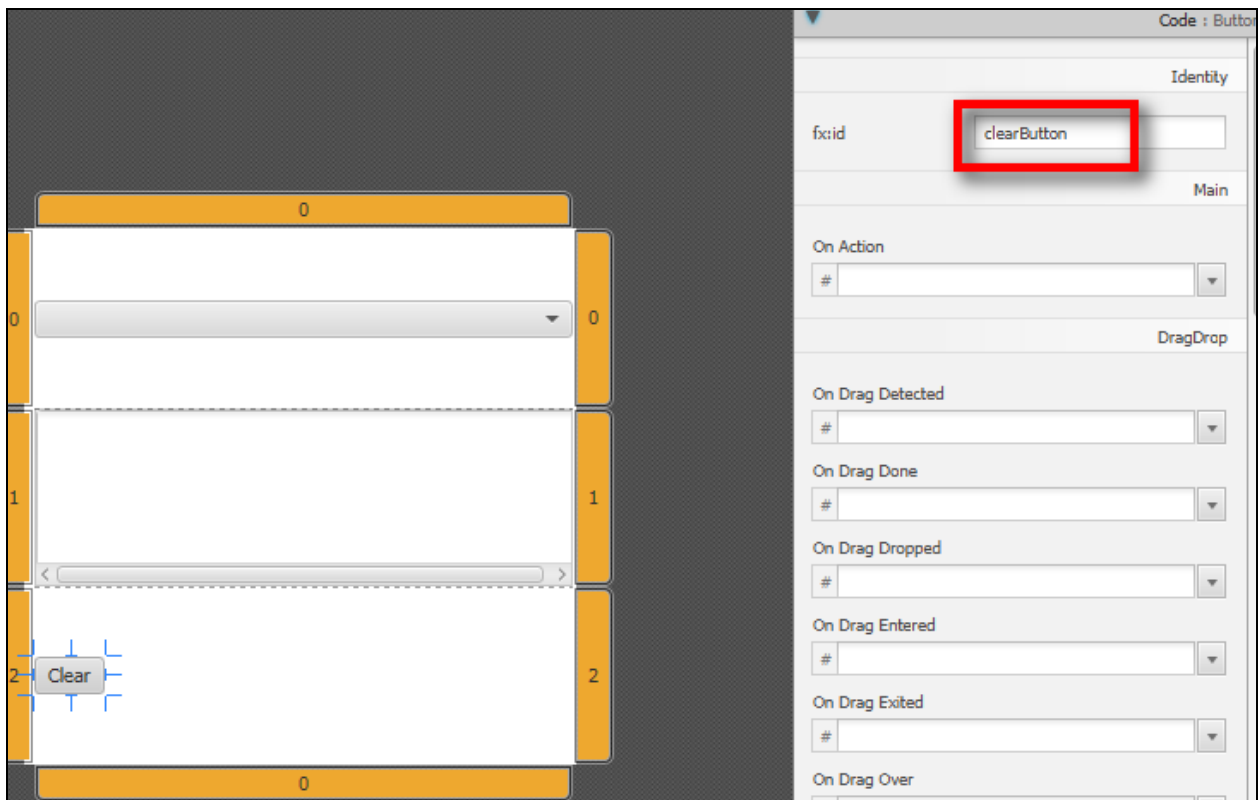 Code : Button
Identity
fx:id
clearButton
Main
On Action
#
DragDrop
On Drag Detected
#
On Drag Done
#
On Drag Dropped
#
On Drag Entered
#
On Drag Exited
#
On Drag Over
0
0
0
1
1
2
Clear
2
0